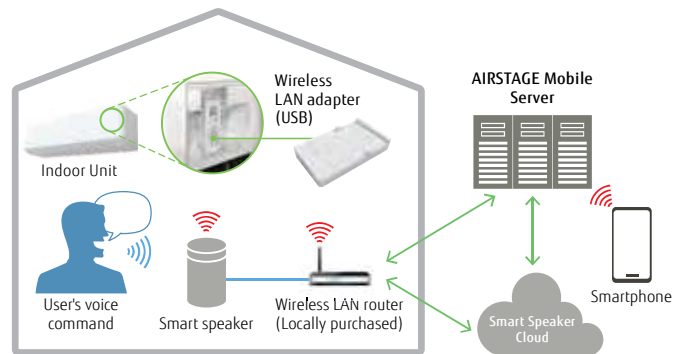 Wireless
LAN adapter
(USB)
Indoor Unit
AIRSTAGE Mobile
Server
User's voice
command
Smart speaker
Wireless LAN router
(Locally purchased)
Smart Speaker
Cloud
Smartphone